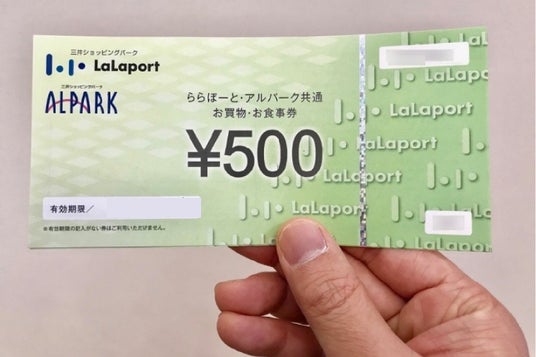 三井ショッピングパーク
LaLaport
三井ショッピングパーク
ALPARK
ららぽーと・アルパーク共通
お買物・お食事券
¥500
有効期限／
※有効期限の記入がない券はご利用いただけません。
LaLaport
LaLaport
LaLaport
LaLaport